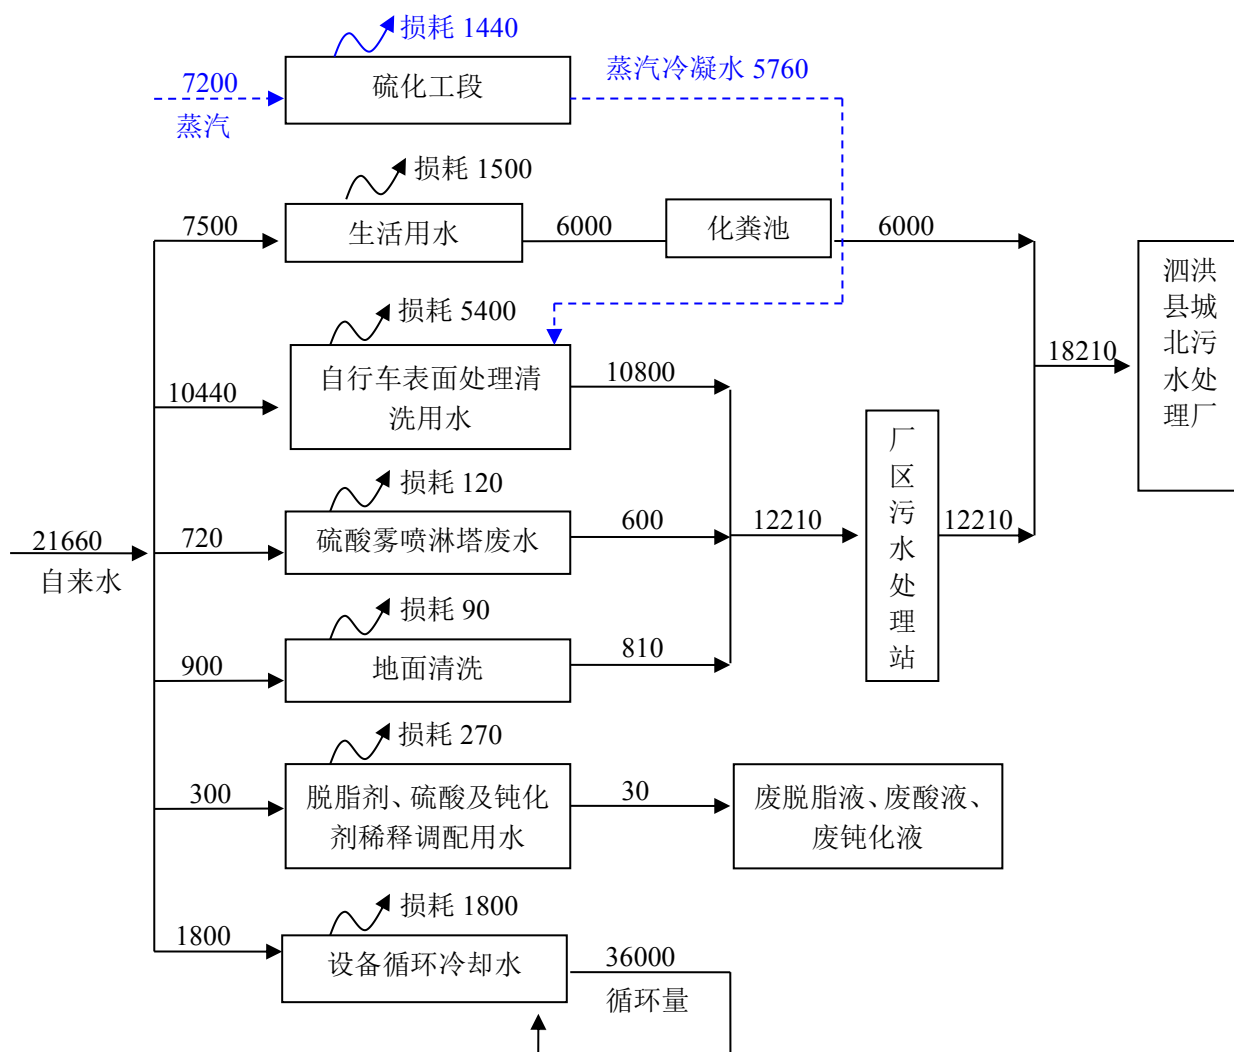 损耗 1440
7200
蒸汽
硫化工段
蒸汽冷凝水 5760
损耗 1500
7500
生活用水
6000
化粪池
6000
泗洪
县城
北污
水处
理厂
损耗 5400
10440
自行车表面处理清
洗用水
10800
18210
厂
区
污
水
处
理
站
损耗 120
21660
自来水
720
硫酸雾喷淋塔废水
600
12210
12210
损耗 90
900
地面清洗
810
损耗 270
300
脱脂剂、硫酸及钝化
剂稀释调配用水
30
废脱脂液、废酸液、
废钝化液
损耗 1800
1800
设备循环冷却水
36000
循环量